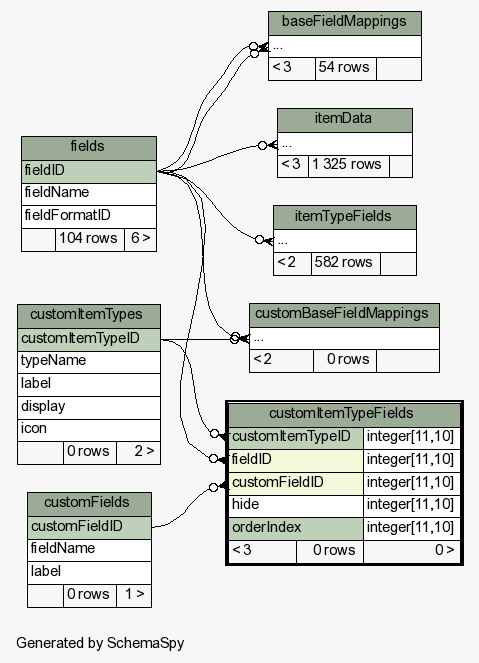 baseFieldMappings
...
< 3 54 rows
itemData
...
< 3 1 325 rows
fields
fieldID
fieldName
fieldFormatID
104 rows 6 >
itemTypeFields
...
< 2 582 rows
customItemTypes
customItemTypeID
typeName
label
display
icon
0 rows 2 >
customBaseFieldMappings
...
< 2 0 rows
customItemTypeFields
customItemTypeID integer[11,10]
fieldID integer[11,10]
customFieldID integer[11,10]
hide integer[11,10]
orderIndex integer[11,10]
< 3 0 rows 0 >
customFields
customFieldID
fieldName
label
0 rows 1 >
Generated by SchemaSpy